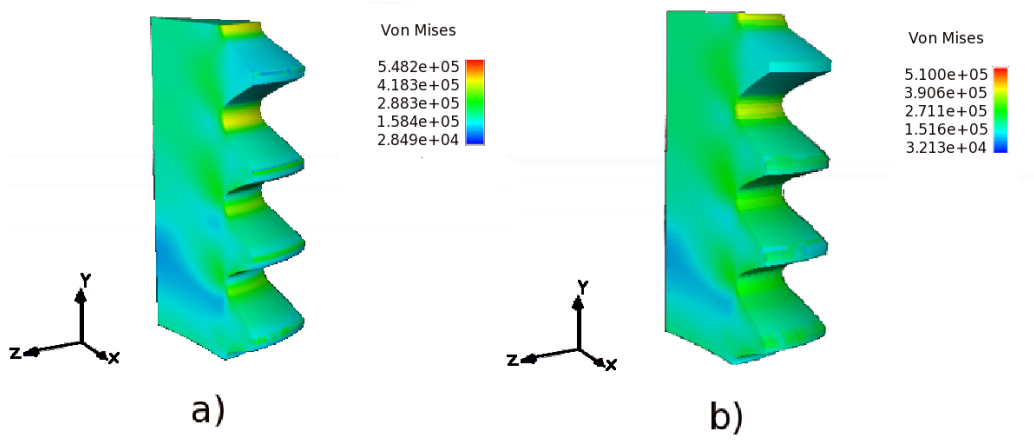 Von Mises
5.482e+05
4.183e+05
2.883e+05
1.584e+05
2.849e+04
Y
Z
X
a)
Von Mises
5.100e+05
3.906e+05
2.711e+05
1.516e+05
3.213e+04
Y
Z
X
b)